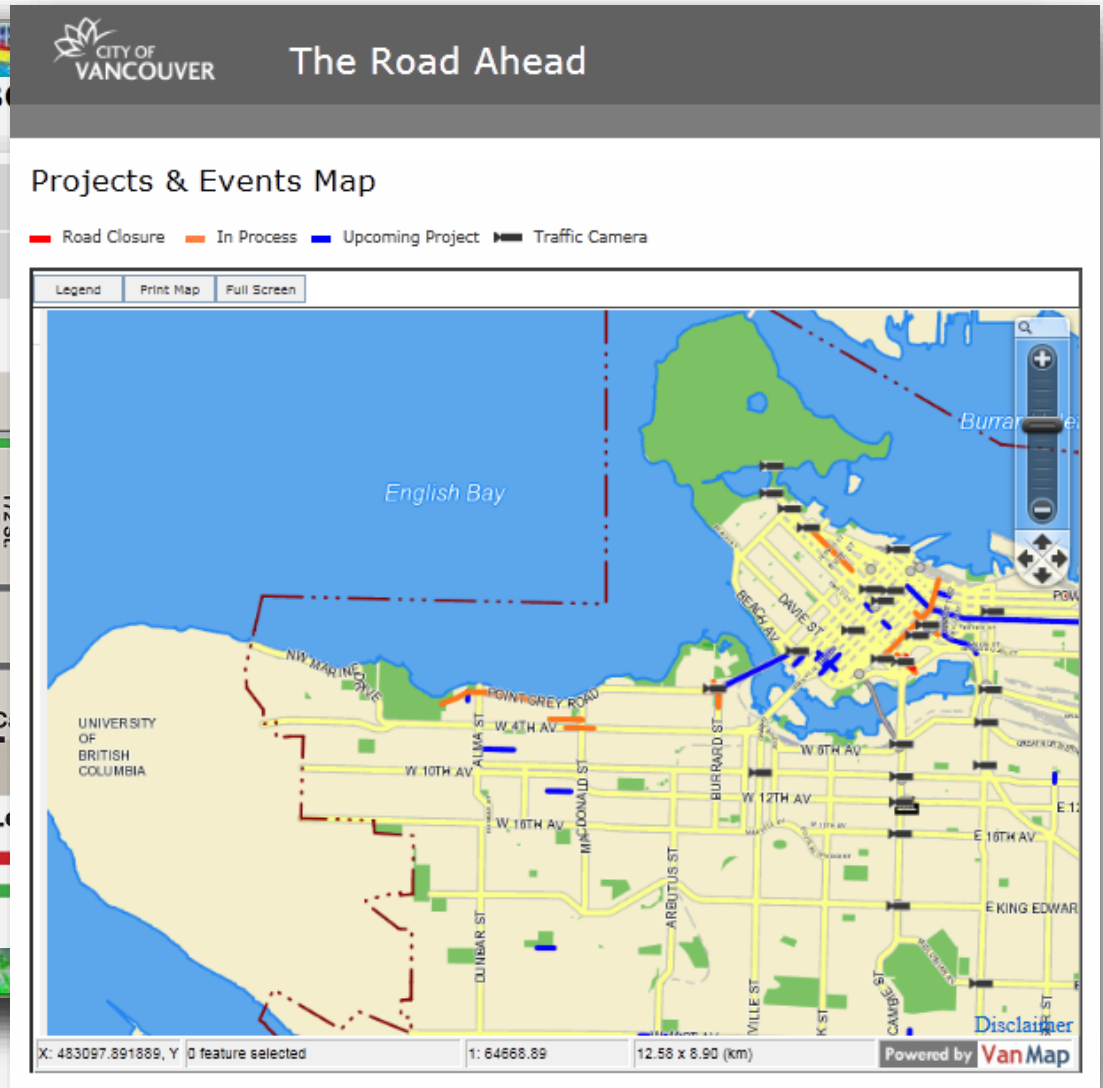 CITY OF
VANCOUVER
The Road Ahead
Projects & Events Map
Road Closure In Process Upcoming Project Traffic Camera
Legend Print Map Full Screen
English Bay
DAVIE ST
BEACH AV
NW MARINE DRIVE
POINT GREY ROAD
UNIVERSITY
OF
BRITISH
COLUMBIA
ALMA ST
W 4TH AV
W 6TH AV
BURRARD ST
W 10TH AV
MACDONALD ST
W 12TH AV
W 16TH AV
E 16TH AV
ARBUTUS ST
E KING EDWAR
DUNBAR ST
CAMBIE ST
Disclaimer
X: 483097.891889, Y 0 feature selected 1: 64668.89 12.58 x 8.90 (km) Powered by VanMap